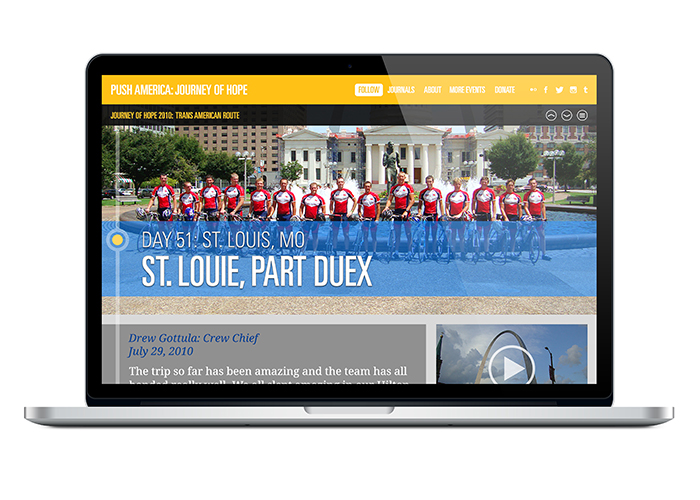 PUSH AMERICA: JOURNEY OF HOPE
FOLLOW JOURNALS ABOUT MORE EVENTS DONATE
JOURNEY OF HOPE 2010: TRANS AMERICAN ROUTE
DAY 51: ST. LOUIS, MO
ST. LOUIE, PART DUEX
Drew Gottula: Crew Chief
July 29, 2010
The trip so far has been amazing and the team has all